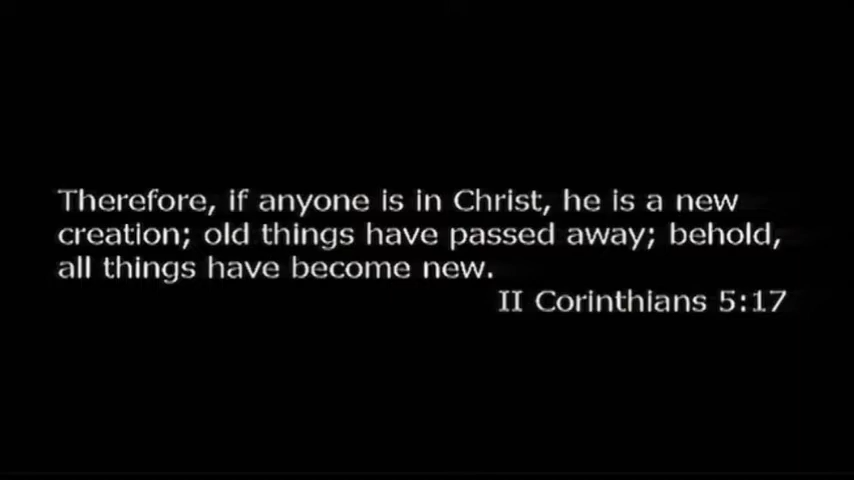 Therefore, if anyone is in Christ, he is a new
creation; old things have passed away; behold,
all things have become new.
II Corinthians 5:17